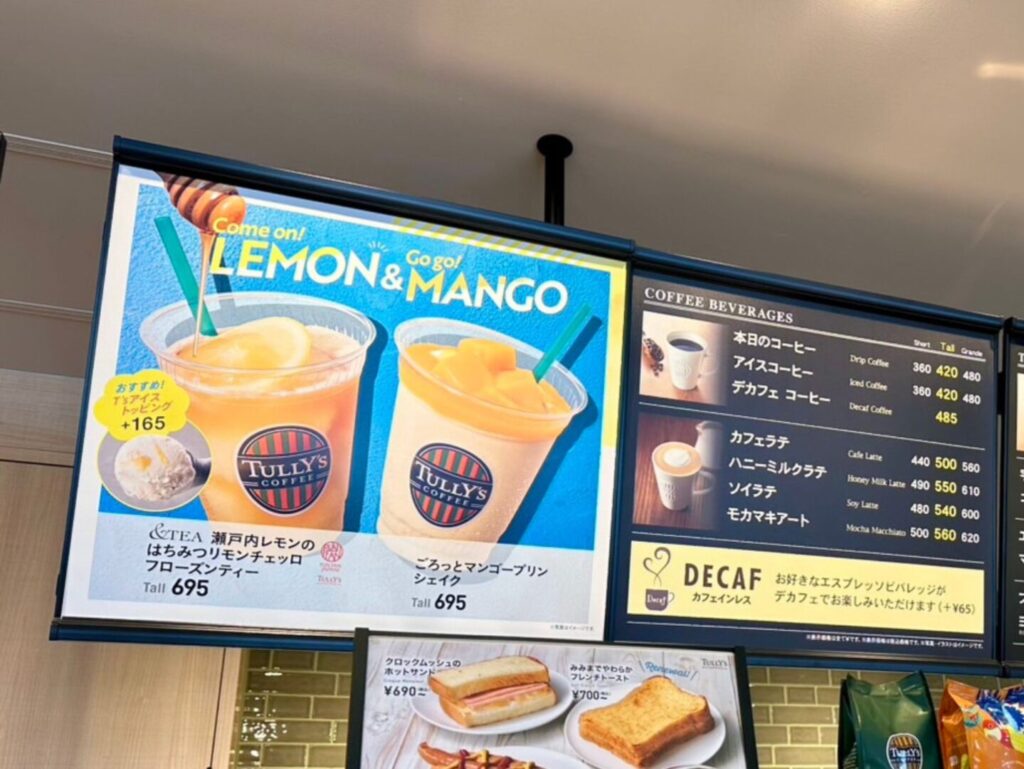 Come on!
LEMON & Go go! MANGO
おすすめ!
T'sアイス
トッピング
+165
TULLY'S
COFFEE
TULLY'S
COFFEE
&TEA 瀬戸内レモンの
はちみつリモンチェッロ
フローズンティー
Tall 695
TULLY'S
ごろっとマンゴープリン
シェイク
Tall 695
COFFEE BEVERAGES
Short Tall Grande
本日のコーヒー Drip Coffee 360 420 480
アイスコーヒー Iced Coffee 360 420 480
デカフェ コーヒー Decaf Coffee 485
カフェラテ Cafe Latte 440 500 560
ハニーミルクラテ Honey Milk Latte 490 550 610
ソイラテ Soy Latte 480 540 600
モカマキアート Mocha Macchiato 500 560 620
Decaf
DECAF
カフェインレス
お好きなエスプレッソビバレッジが
デカフェでお楽しみいただけます(+¥65)
クロックムッシュの
ホットサンド
¥690
みみまでやわらか
フレンチトースト
¥700
Renewal!
TULLY'S
TULLY'S